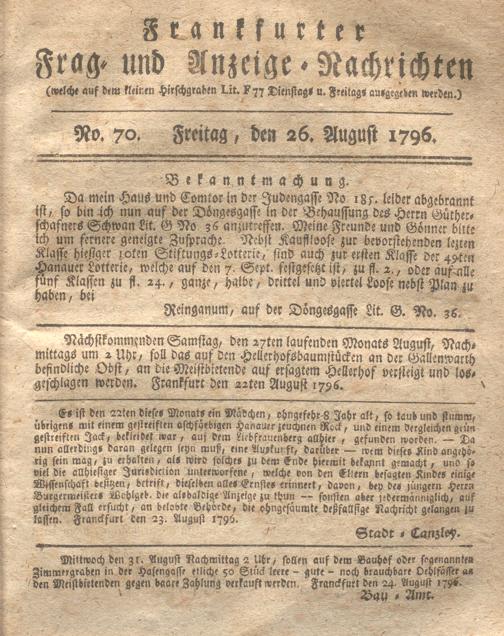 Frankfurter
Frag- und Anzeige-Nachrichten
(welche auf dem kleinen Hirschgraben Lit. F 77 Dienstags u. Freitags ausgegeben werden.)
No. 70. Freitag, den 26. August 1796.
Bekanntmachung.
Da mein Haus und Comtor in der Judengasse No. 185. leider abgebrannt
ist, so bin ich nun auf der Döngesgasse in der Behaussung des Herrn Güther-
schafners Schwan Lit. G No 36 anzutreffen. Meine Freunde und Gönner bitte
ich um fernere geneigte Zusprache. Nebst Kaufloose zur bevorstehenden lezten
Klasse hiesiger 10ten Stiftungs-Lotterie, sind auch zur ersten Klasse der 49ten
Hanauer Lotterie, welche auf den 7. Sept. festgesetzt ist, zu fl. 2., oder auf alle
fünf Klassen zu fl. 24., ganze, halbe, drittel und viertel Loose nebst Plan zu
haben, bei
Reinganum, auf der Döngesgasse Lit. G. No. 36.
Nächstkommenden Samstag, den 27ten laufenden Monats August, Nach-
mittags um 2 Uhr, soll das auf den Hellerhofsbaumstücken an der Gallenwarth
befindliche Obst, an die Meistbietende auf ersagtem Hellerhof versteigt und los-
geschlagen werden. Frankfurt den 22ten August 1796.
Es ist den 22ten dieses Monats ein Mädchen, ohngefehr 8 Jahr alt, so taub und stumm,
übrigens mit einem gestreiften aschfärbigen Hanauer zeuchnen Rock, und einem dergleichen grün
gestreiften Jack, bekleidet war, auf dem Liebfrauenberg allhier, gefunden worden. — Da
nun allerdings daran gelegen seyn muß, eine Auskunft, darüber — wem dieses Kind angehö-
rig sein mag, zu erhalten, als wird solches zu dem Ende hiermit bekannt gemacht, und so
viel die allhiesiger Jurisdiction unterworfene, welche von den Eltern besagten Kindes einige
Wissenschaft besitzen, betrift, dieselben alles Ernstes erinnert, davon, bey des jüngern Herrn
Burgermeisters Wohlgeb. die alsbaldige Anzeige zu thun — sonsten aber jedermänniglich, auf
gleichem Fall ersucht, an belobte Behörde, die ohngesäumte desfallsige Nachricht gelangen zu
lassen. Frankfurt den 23. August 1796.
Stadt-Canzley.
Mittwoch den 31. August Nachmittag 2 Uhr, sollen auf dem Bauhof oder sogenannten
Zimmergraben in der Hasengasse etliche 50 Stück leere - gute - noch brauchbare Oehlfässer an
den Meistbietenden gegen baare Zahlung verkauft werden. Frankfurt den 24. August 1796.
Bau-Amt.